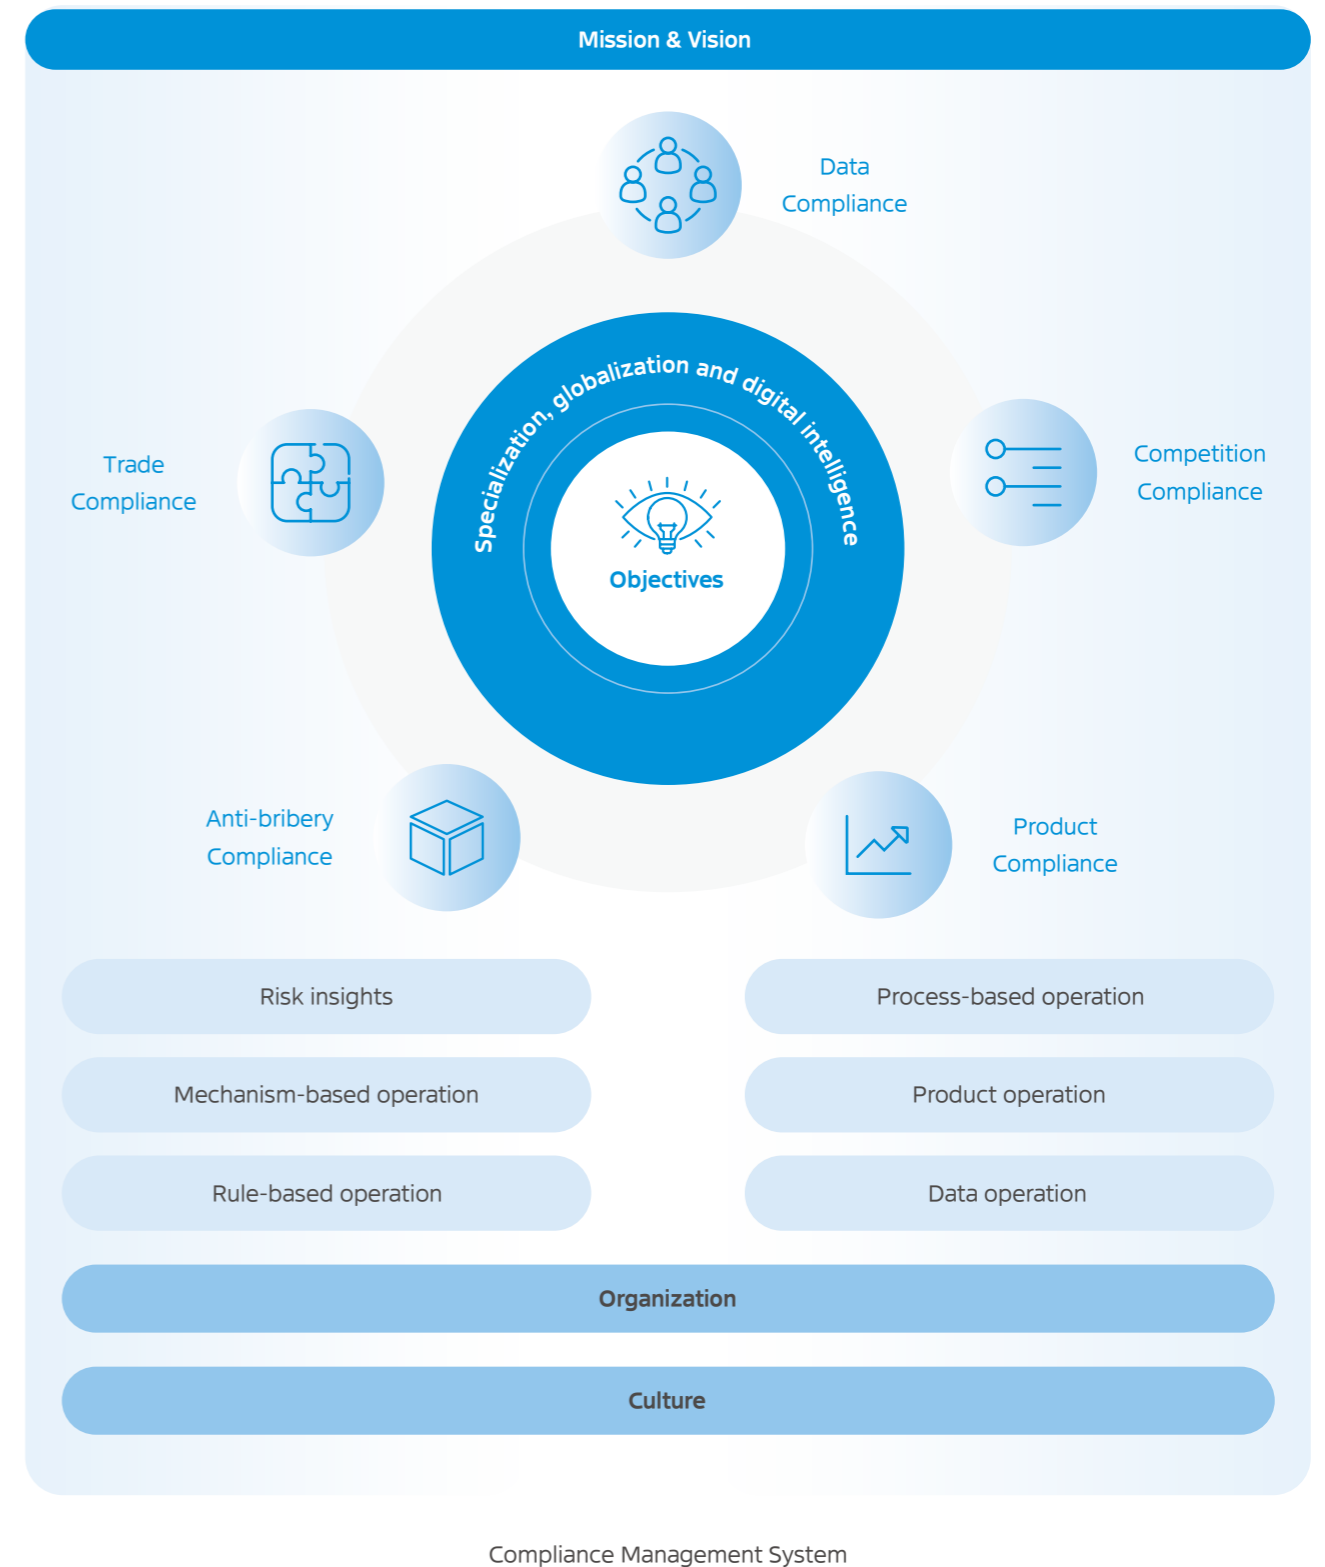 Mission & Vision
Data
Compliance
Specialization, globalization and digital intelligence
Trade
Compliance
Competition
Compliance
Objectives
Anti-bribery
Compliance
Product
Compliance
Risk insights
Process-based operation
Mechanism-based operation
Product operation
Rule-based operation
Data operation
Organization
Culture
Compliance Management System